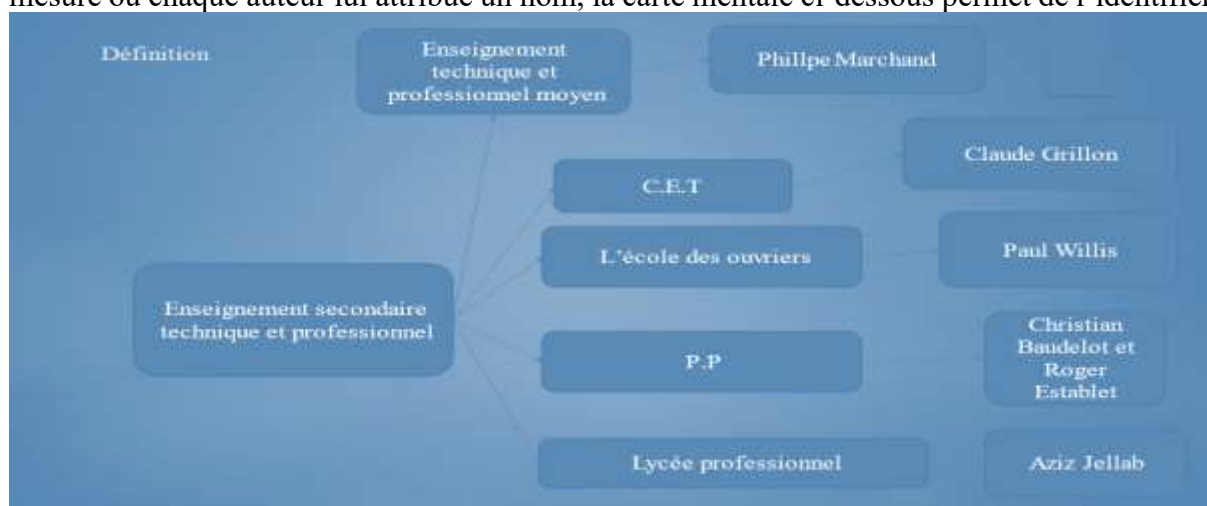 mesure où chaque auteur lui attribue un nom, la carte mentale ci-dessous permet de l'identifier
Définition
Enseignement
technique et
professionnel moyen
Phillpe Marchand
Claude Grillon
C.E.T
L'école des ouvriers
Paul Willis
Enseignement secondaire
technique et professionnel
P.P
Christian
Baudelot et
Roger
Establet
Lycée professionnel
Aziz Jellab